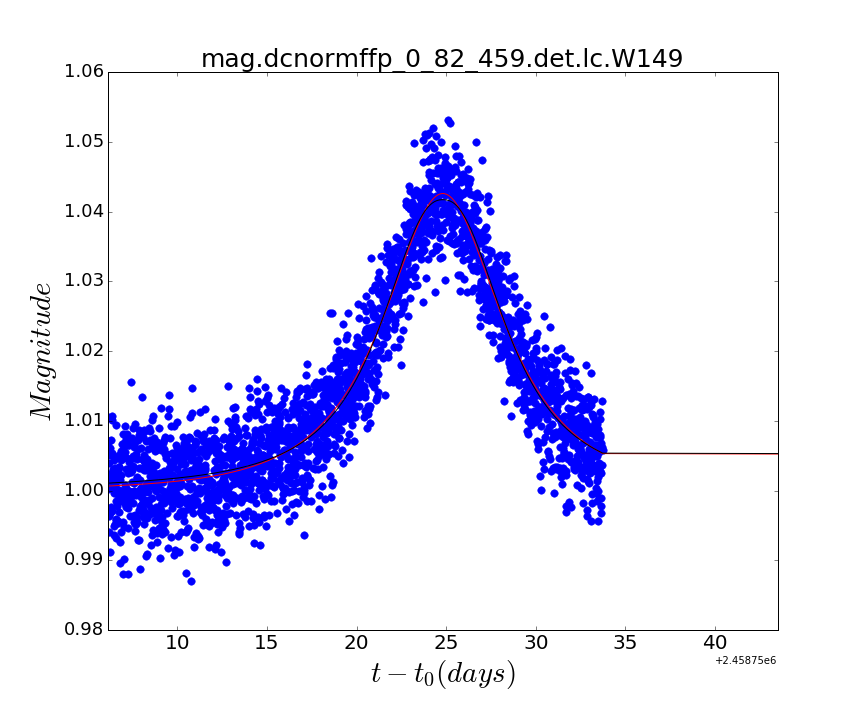 mag.dcnormffp_0_82_459.det.lc.W149
1.06
1.05
1.04
1.03
1.02
1.01
1.00
0.99
0.98
Magnitude
10 15 20 25 30 35 40
+2.45875e6
t − t₀(days)